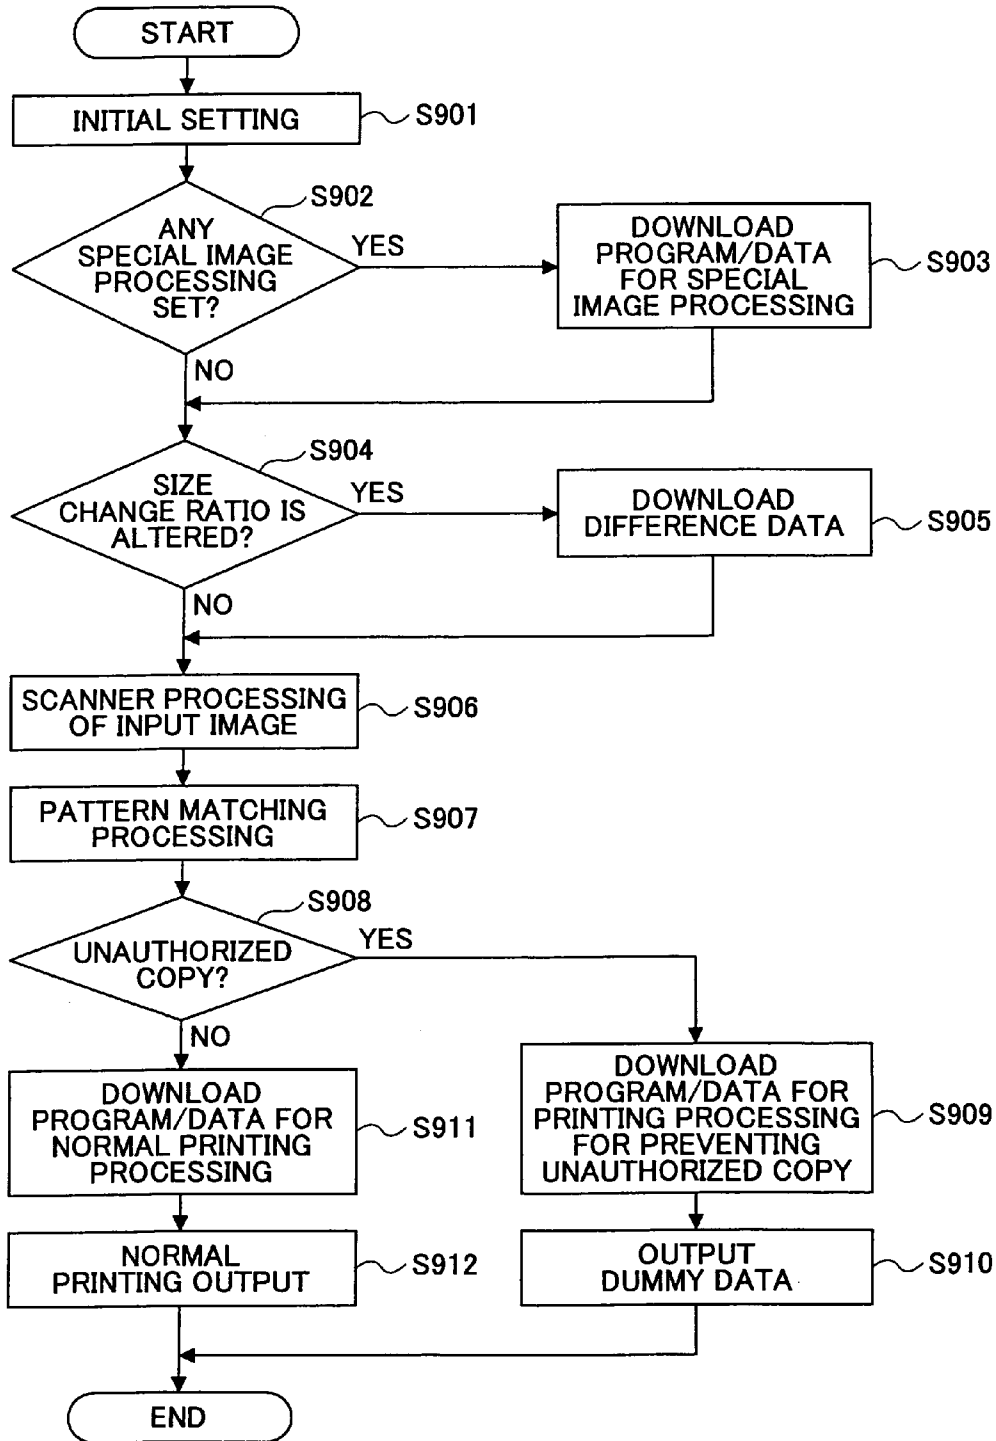 START
INITIAL SETTING
S901
S902
ANY
SPECIAL IMAGE
PROCESSING
SET?
YES
DOWNLOAD
PROGRAM/DATA
FOR SPECIAL
IMAGE PROCESSING
S903
NO
S904
SIZE
CHANGE RATIO IS
ALTERED?
YES
DOWNLOAD
DIFFERENCE DATA
S905
NO
SCANNER PROCESSING
OF INPUT IMAGE
S906
PATTERN MATCHING
PROCESSING
S907
S908
UNAUTHORIZED
COPY?
YES
NO
DOWNLOAD
PROGRAM/DATA FOR
NORMAL PRINTING
PROCESSING
S911
DOWNLOAD
PROGRAM/DATA FOR
PRINTING PROCESSING
FOR PREVENTING
UNAUTHORIZED COPY
S909
NORMAL
PRINTING OUTPUT
S912
OUTPUT
DUMMY DATA
S910
END